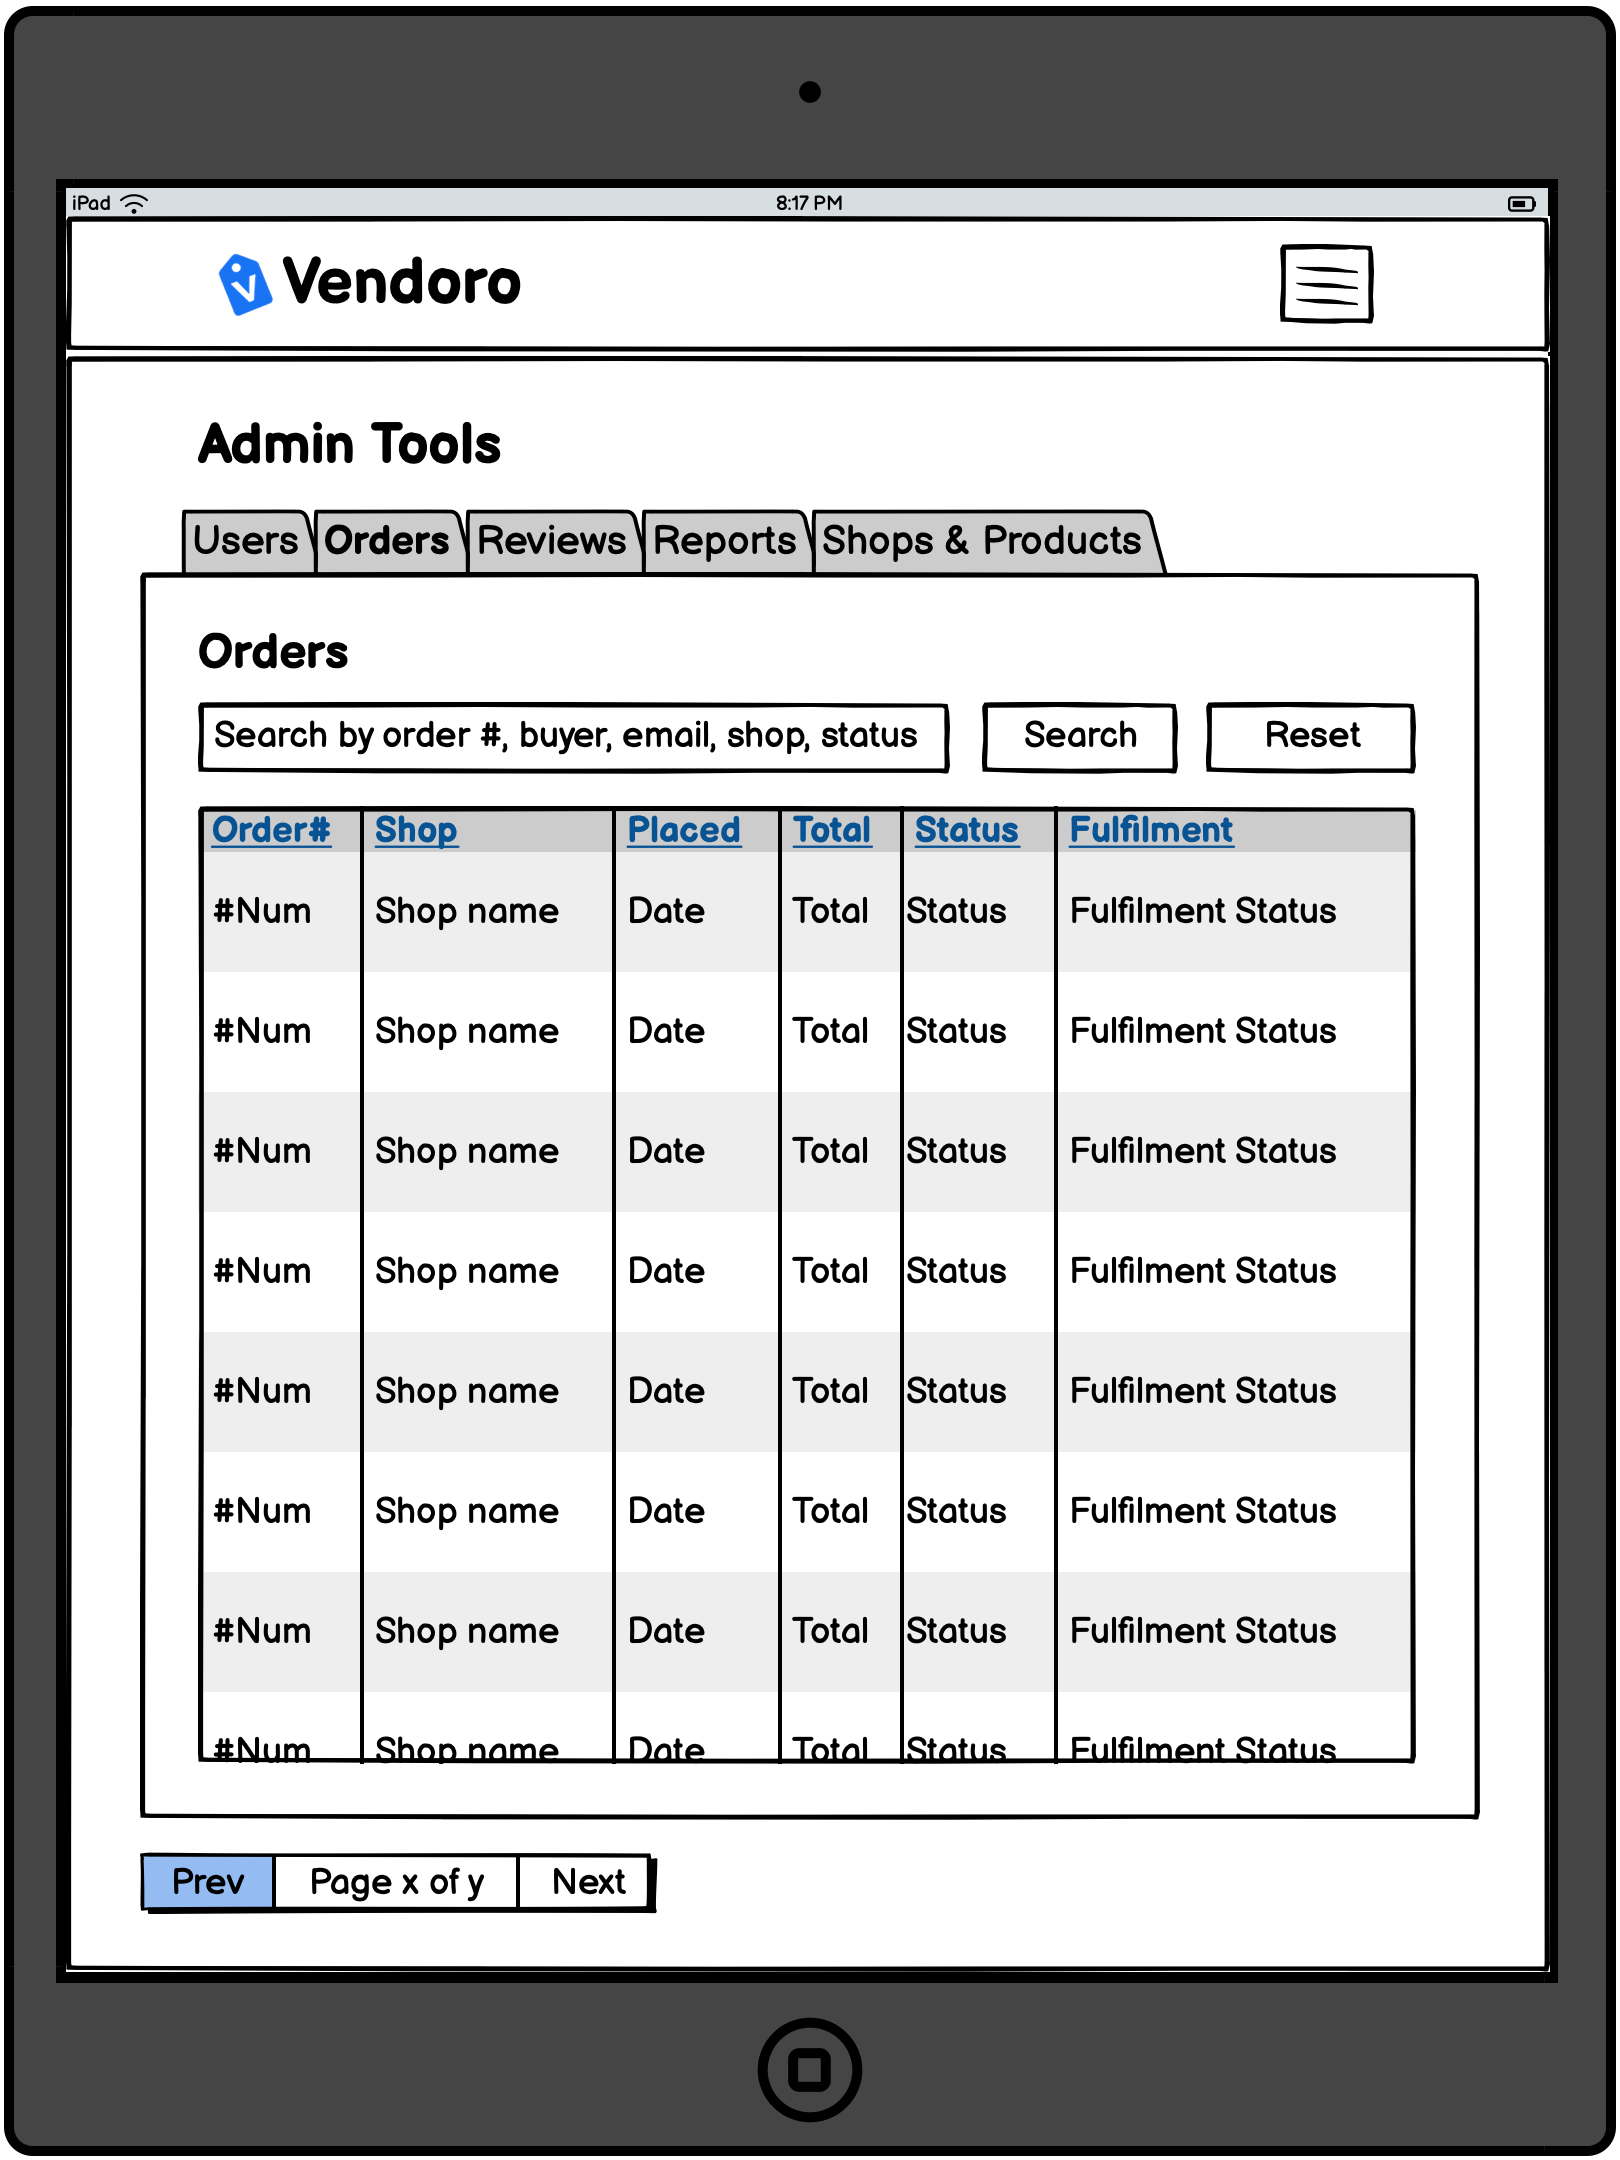 iPad 8:17 PM
Vendoro
Admin Tools
Users Orders Reviews Reports Shops & Products
Orders
Search by order #, buyer, email, shop, status Search Reset
Order# Shop Placed Total Status Fulfilment
#Num Shop name Date Total Status Fulfilment Status
#Num Shop name Date Total Status Fulfilment Status
#Num Shop name Date Total Status Fulfilment Status
#Num Shop name Date Total Status Fulfilment Status
#Num Shop name Date Total Status Fulfilment Status
#Num Shop name Date Total Status Fulfilment Status
#Num Shop name Date Total Status Fulfilment Status
#Num Shop name Date Total Status Fulfilment Status
Prev Page x of y Next